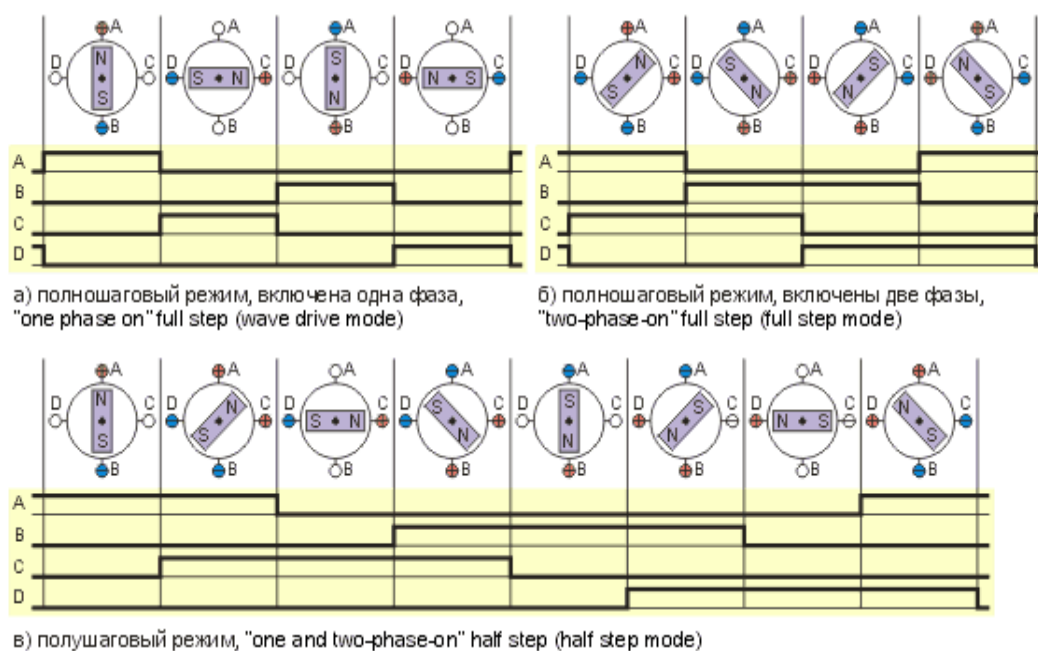 A A A A A A A A
D N C D C D S C D C D N C D S C D S C D N C
S N N S
S N S N N S
B B B B B B B B
A A
B B
C C
D D
а) полношаговый режим, включена одна фаза,
"one phase on" full step (wave drive mode)
б) полношаговый режим, включены две фазы,
"two-phase-on" full step (full step mode)
A A A A A A A A
D N C D N C D C D S C D S C D S C D C D N C
S N N S
S S N N N S
B B B B B B B B
A
B
C
D
в) полушаговый режим, "one and two-phase-on" half step (half step mode)